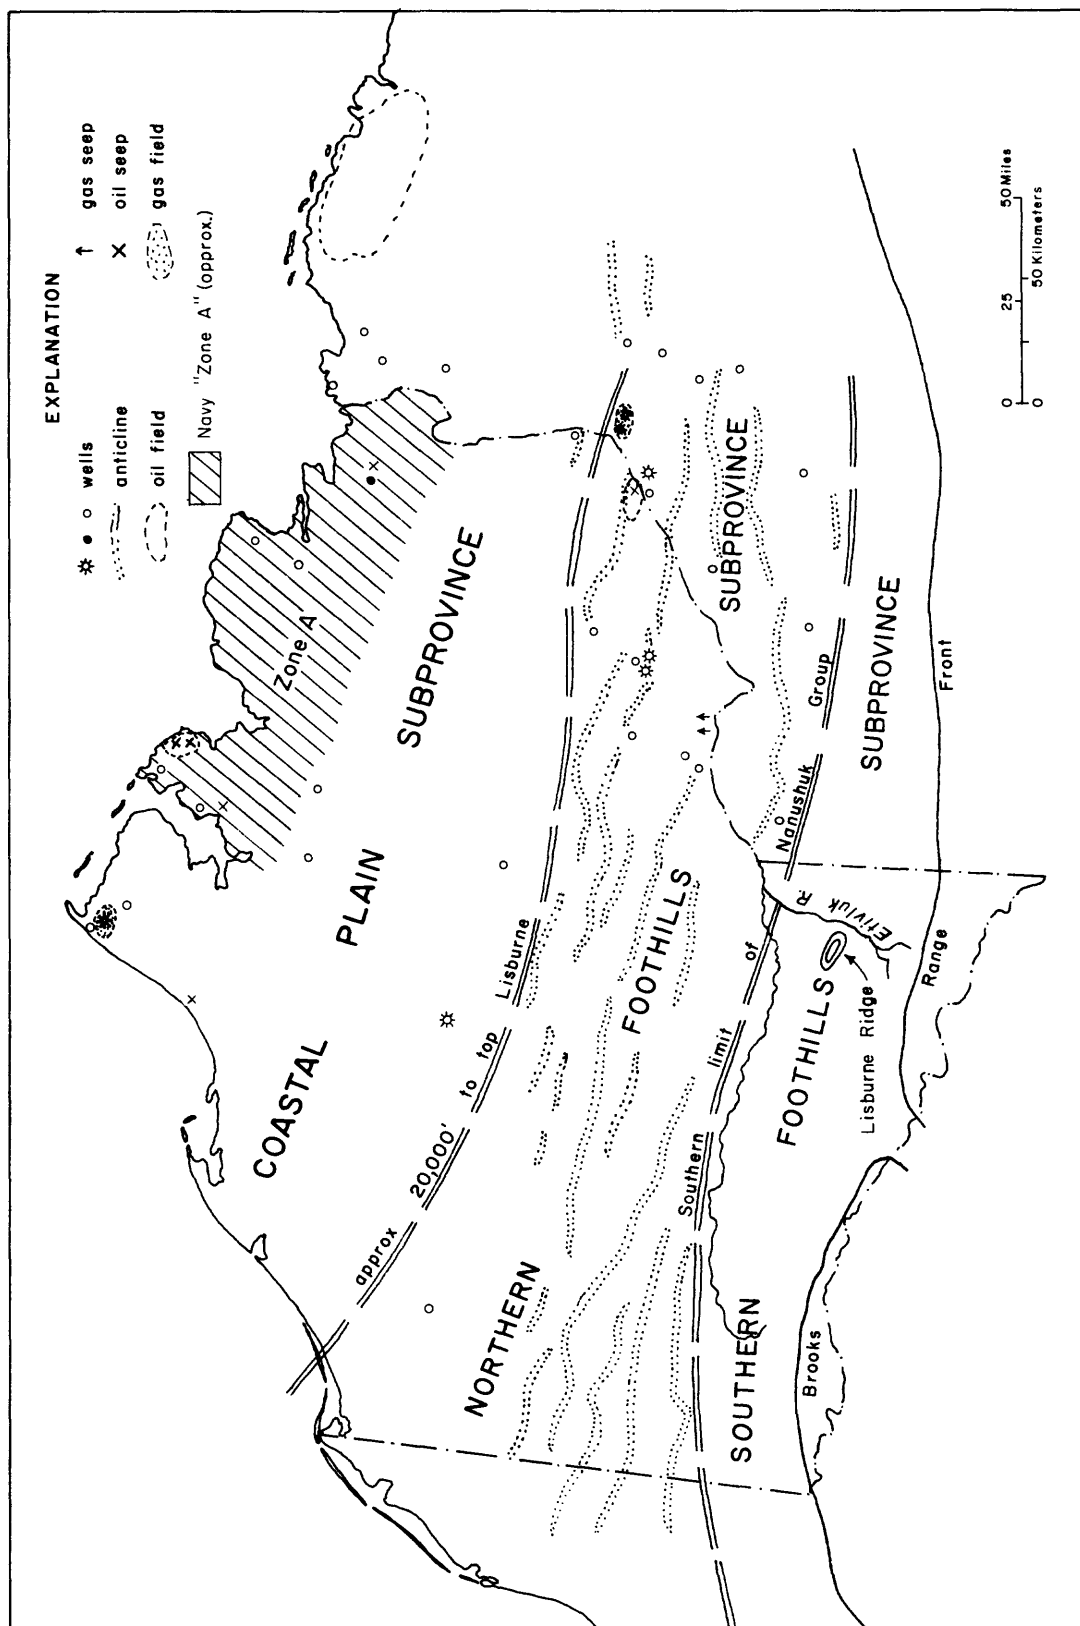 EXPLANATION
☼ ● ○ wells
anticline
oil field
↑ gas seep
× oil seep
gas field
Navy "Zone A" (approx.)
Zone A
COASTAL PLAIN SUBPROVINCE
approx 20,000' to top Lisburne
NORTHERN FOOTHILLS SUBPROVINCE
Southern limit of Nanushuk Group
SOUTHERN FOOTHILLS SUBPROVINCE
Etivluk R.
Lisburne Ridge
Brooks Range Front
0 25 50 Miles
0 50 Kilometers